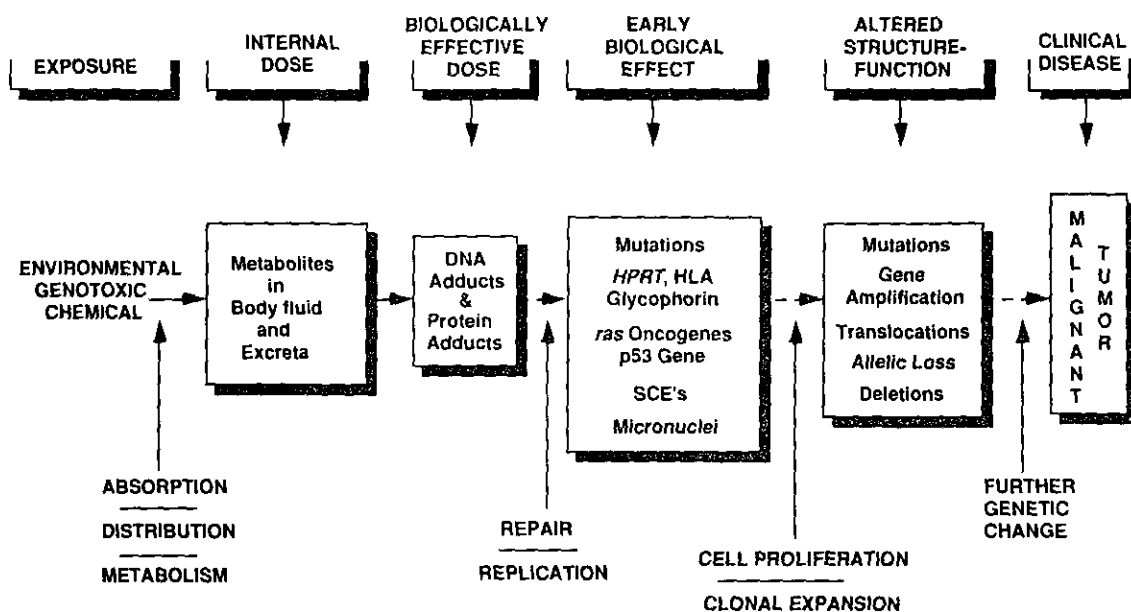 EXPOSURE
INTERNAL
DOSE
BIOLOGICALLY
EFFECTIVE
DOSE
EARLY
BIOLOGICAL
EFFECT
ALTERED
STRUCTURE-
FUNCTION
CLINICAL
DISEASE
ENVIRONMENTAL
GENOTOXIC
CHEMICAL
Metabolites
in
Body fluid
and
Excreta
DNA
Adducts
&
Protein
Adducts
Mutations
HPRT, HLA
Glycophorin
ras Oncogenes
p53 Gene
SCE's
Micronuclei
Mutations
Gene
Amplification
Translocations
Allelic Loss
Deletions
MALIGNANT
TUMOR
ABSORPTION
DISTRIBUTION
METABOLISM
REPAIR
REPLICATION
CELL PROLIFERATION
CLONAL EXPANSION
FURTHER
GENETIC
CHANGE